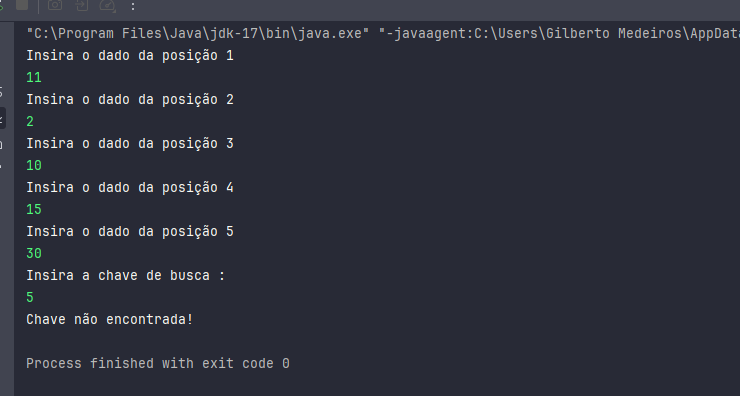 "C:\Program Files\Java\jdk-17\bin\java.exe" "-javaagent:C:\Users\Gilberto Medeiros\AppData
Insira o dado da posição 1
11
Insira o dado da posição 2
2
Insira o dado da posição 3
10
Insira o dado da posição 4
15
Insira o dado da posição 5
30
Insira a chave de busca :
5
Chave não encontrada!
Process finished with exit code 0